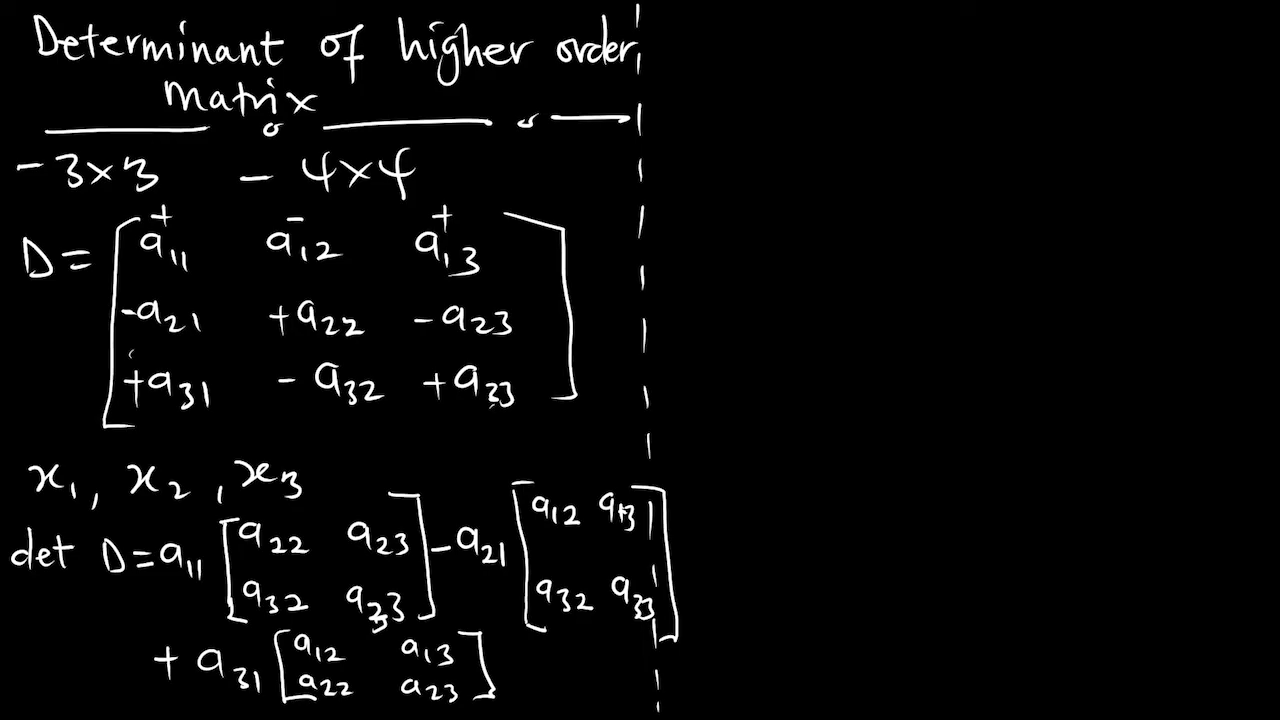 Determinant of higher order
Matrix
- 3×3 - 4×4
D = [ +a11 -a12 +a13
-a21 +a22 -a23
+a31 - a32 +a33 ]
x1, x2, x3
det D = a11 [ a22 a23 - a21 [ a12 a13
a32 a33 ] a32 a33 ]
+ a31 [ a12 a13
a22 a23 ]